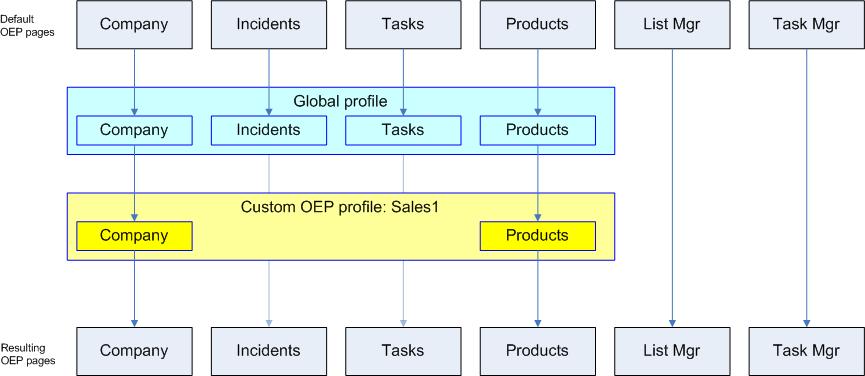 Default
OEP pages
Company
Incidents
Tasks
Products
List Mgr
Task Mgr
Global profile
Company
Incidents
Tasks
Products
Custom OEP profile: Sales1
Company
Products
Resulting
OEP pages
Company
Incidents
Tasks
Products
List Mgr
Task Mgr